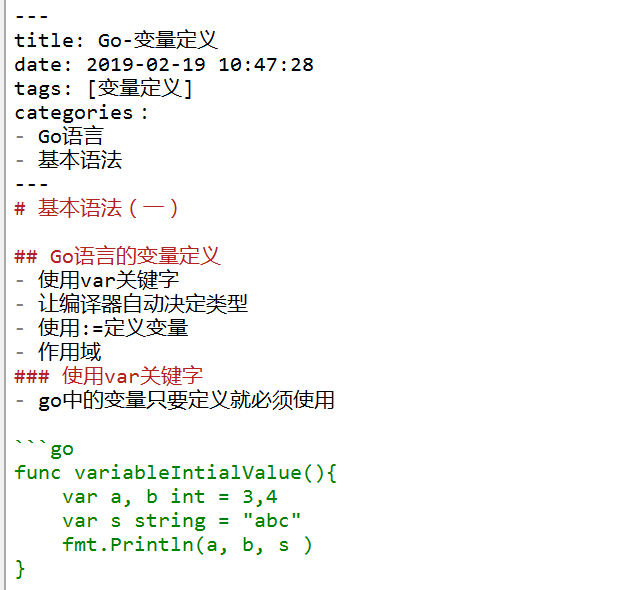 ---
title: Go-变量定义
date: 2019-02-19 10:47:28
tags: [变量定义]
categories：
- Go语言
- 基本语法
---
# 基本语法（一）
## Go语言的变量定义
- 使用var关键字
- 让编译器自动决定类型
- 使用:=定义变量
- 作用域
### 使用var关键字
- go中的变量只要定义就必须使用
```go
func variableIntialValue(){
    var a, b int = 3,4
    var s string = "abc"
    fmt.Println(a, b, s )
}